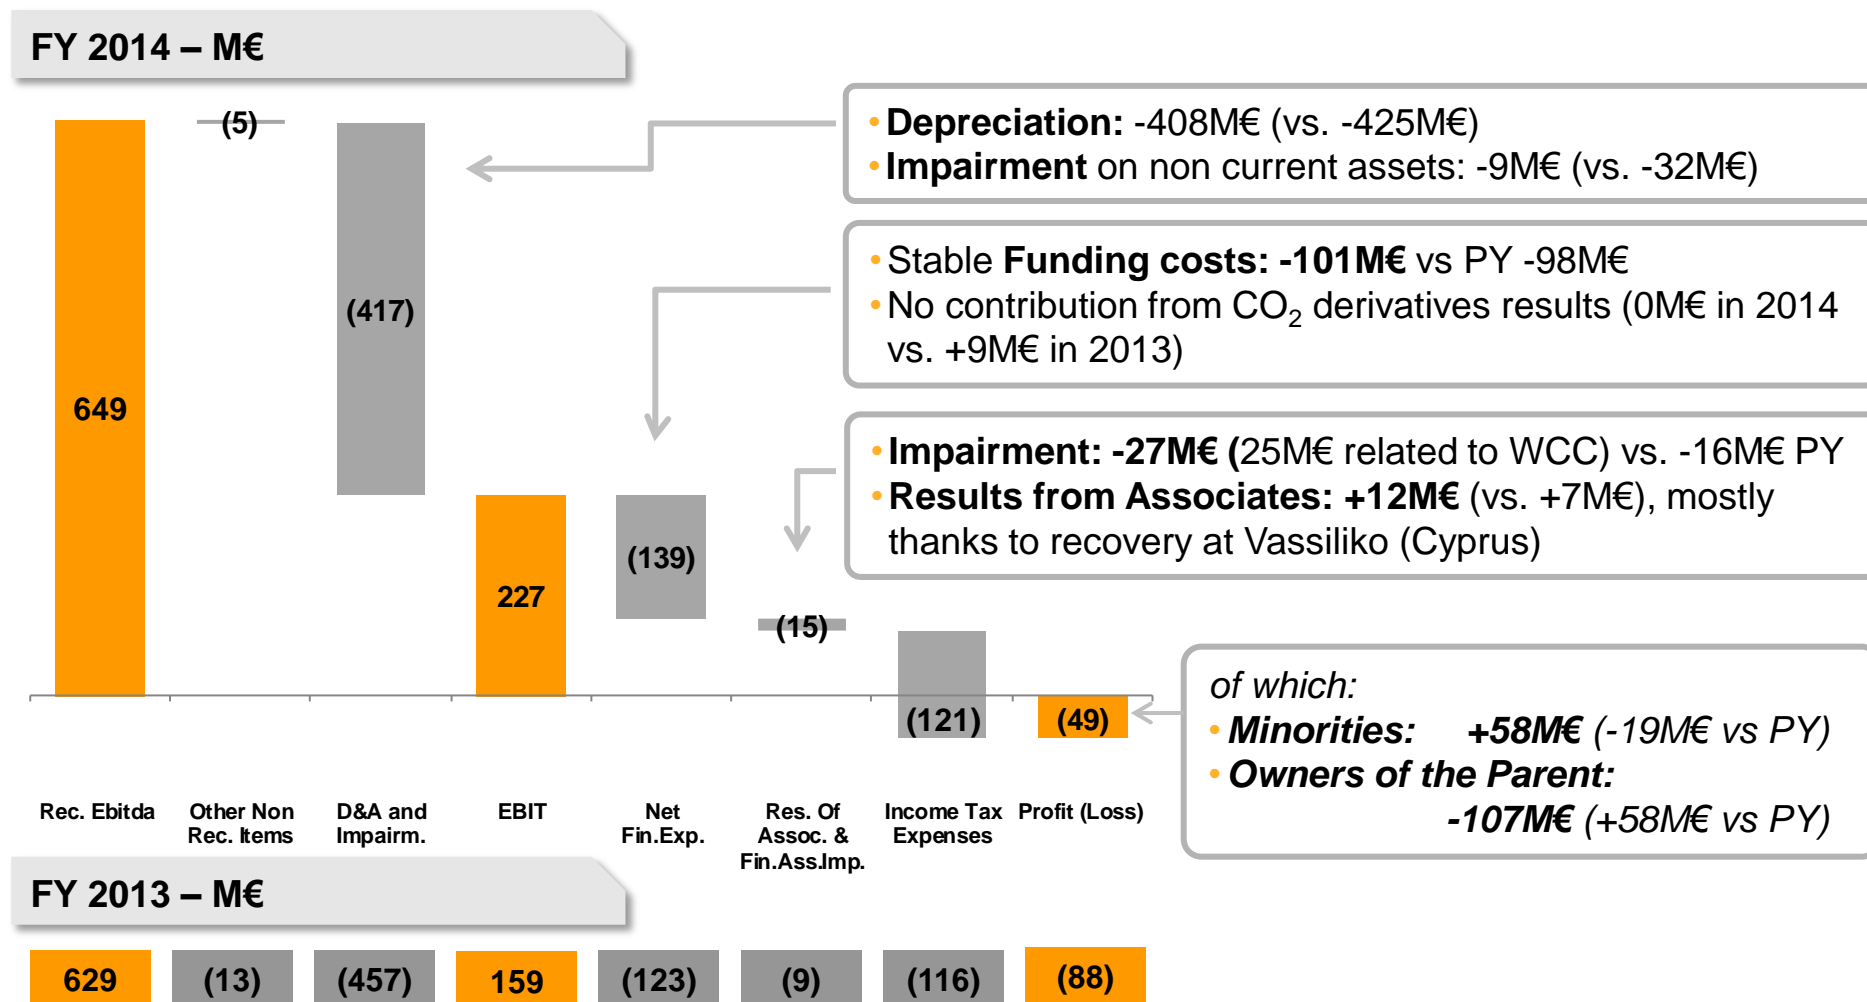 FY 2014 – M€
(5)
649
(417)
227
(139)
(15)
(121)
(49)
• Depreciation: -408M€ (vs. -425M€)
• Impairment on non current assets: -9M€ (vs. -32M€)
• Stable Funding costs: -101M€ vs PY -98M€
• No contribution from CO₂ derivatives results (0M€ in 2014
vs. +9M€ in 2013)
• Impairment: -27M€ (25M€ related to WCC) vs. -16M€ PY
• Results from Associates: +12M€ (vs. +7M€), mostly
thanks to recovery at Vassiliko (Cyprus)
of which:
• Minorities: +58M€ (-19M€ vs PY)
• Owners of the Parent:
-107M€ (+58M€ vs PY)
Rec. Ebitda
Other Non
Rec. Items
D&A and
Impairm.
EBIT
Net
Fin.Exp.
Res. Of
Assoc. &
Fin.Ass.Imp.
Income Tax
Expenses
Profit (Loss)
FY 2013 – M€
629 (13) (457) 159 (123) (9) (116) (88)